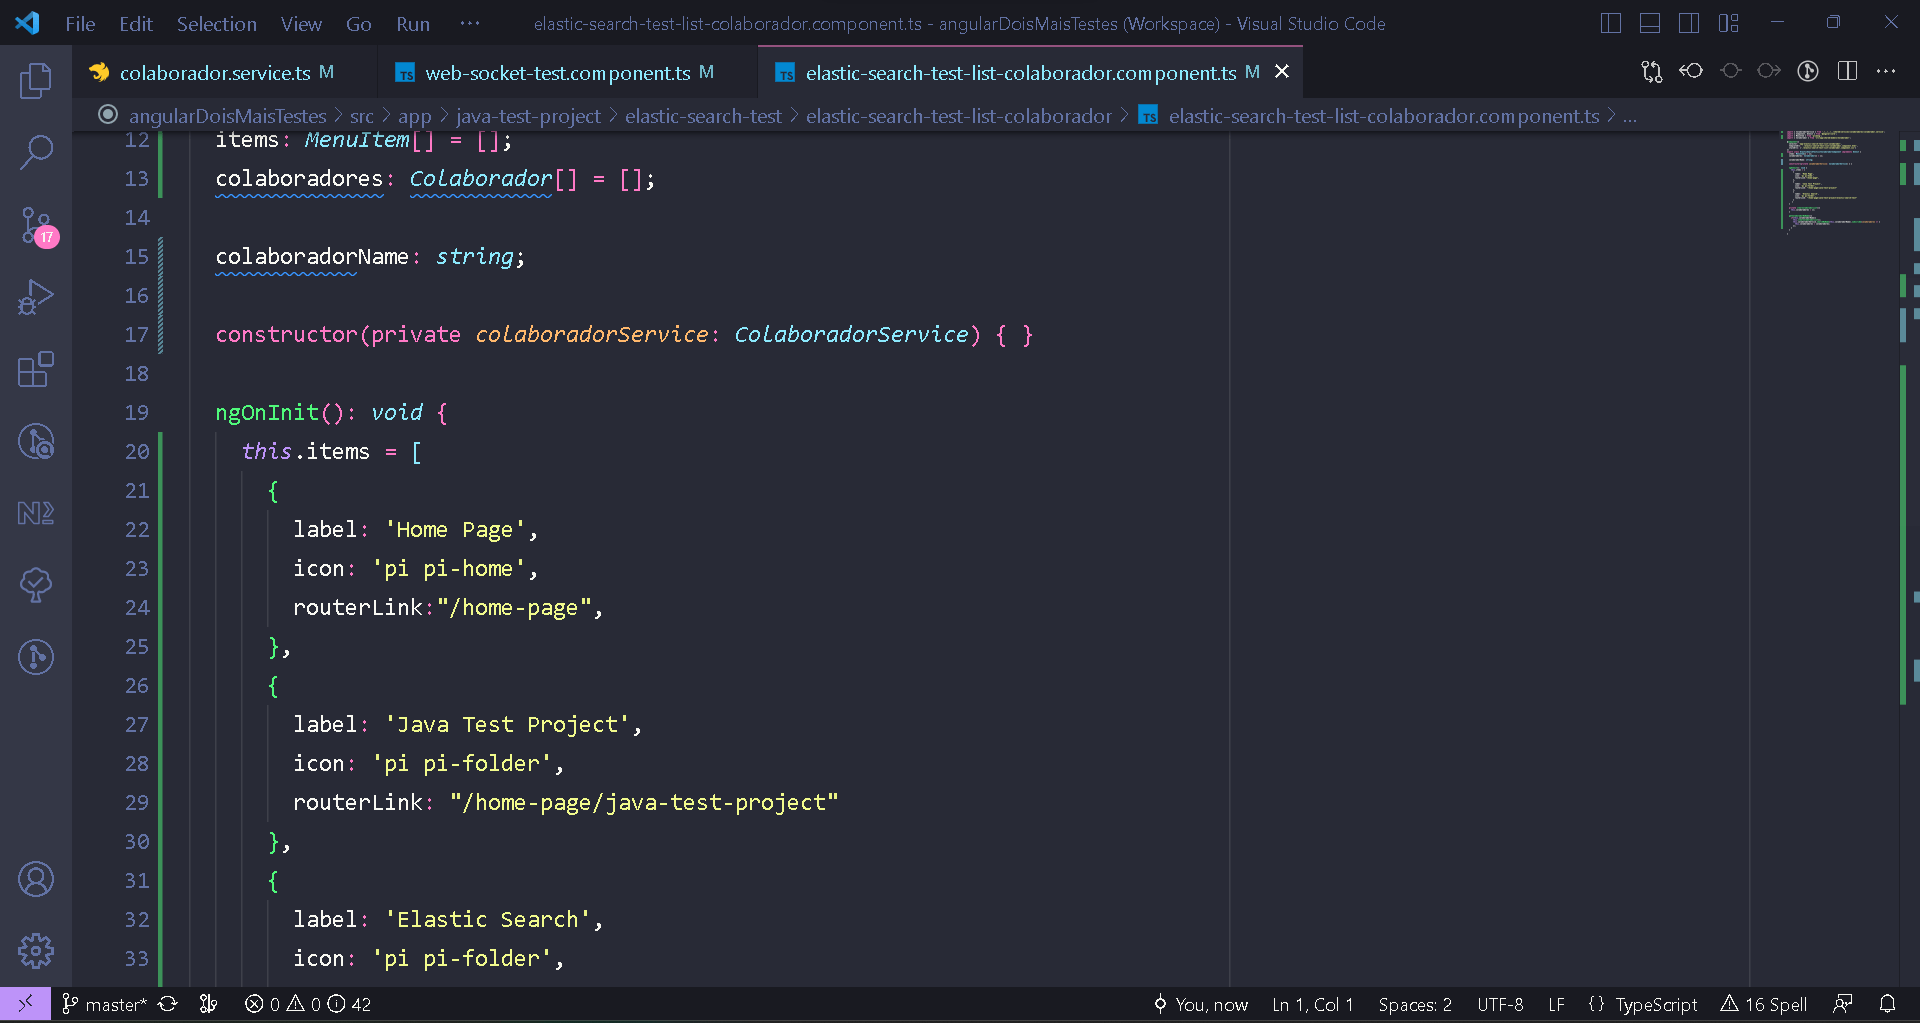 File Edit Selection View Go Run ··· elastic-search-test-list-colaborador.component.ts - angularDoisMaisTestes (Workspace) - Visual Studio Code
colaborador.service.ts M TS web-socket-test.component.ts M TS elastic-search-test-list-colaborador.component.ts M
angularDoisMaisTestes > src > app > java-test-project > elastic-search-test > elastic-search-test-list-colaborador > TS elastic-search-test-list-colaborador.component.ts > ...
12 items: MenuItem[] = [];
13 colaboradores: Colaborador[] = [];
14
15 colaboradorName: string;
16
17 constructor(private colaboradorService: ColaboradorService) { }
18
19 ngOnInit(): void {
20 this.items = [
21 {
22 label: 'Home Page',
23 icon: 'pi pi-home',
24 routerLink:"/home-page",
25 },
26 {
27 label: 'Java Test Project',
28 icon: 'pi pi-folder',
29 routerLink: "/home-page/java-test-project"
30 },
31 {
32 label: 'Elastic Search',
33 icon: 'pi pi-folder',
17
master* 0 0 42 You, now Ln 1, Col 1 Spaces: 2 UTF-8 LF {} TypeScript 16 Spell